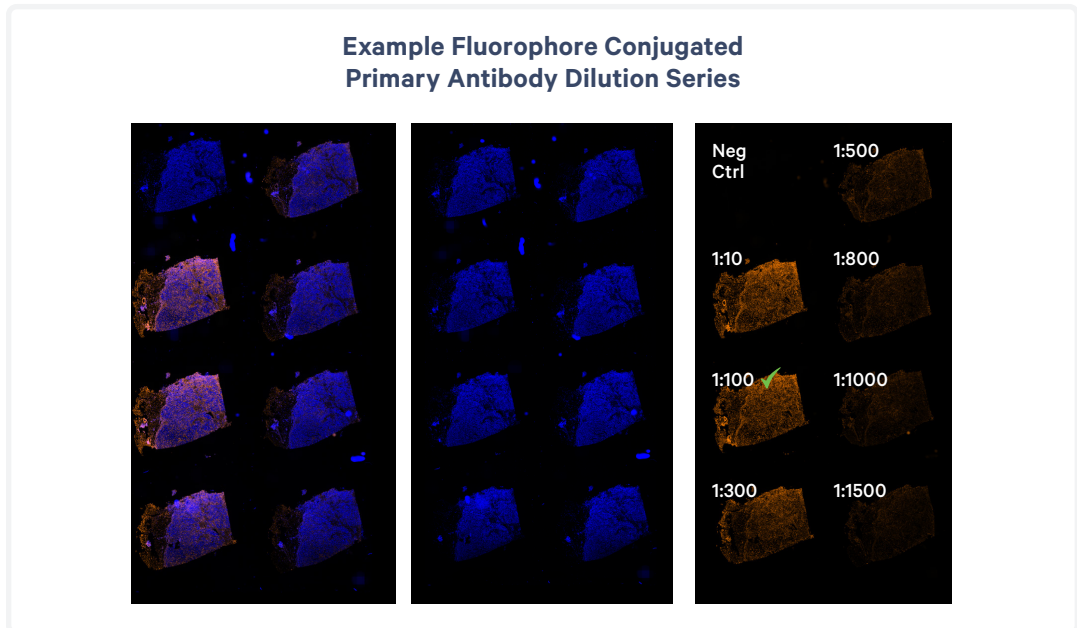 Example Fluorophore Conjugated
Primary Antibody Dilution Series
Neg
Ctrl
1:500
1:10
1:800
1:100
1:1000
1:300
1:1500